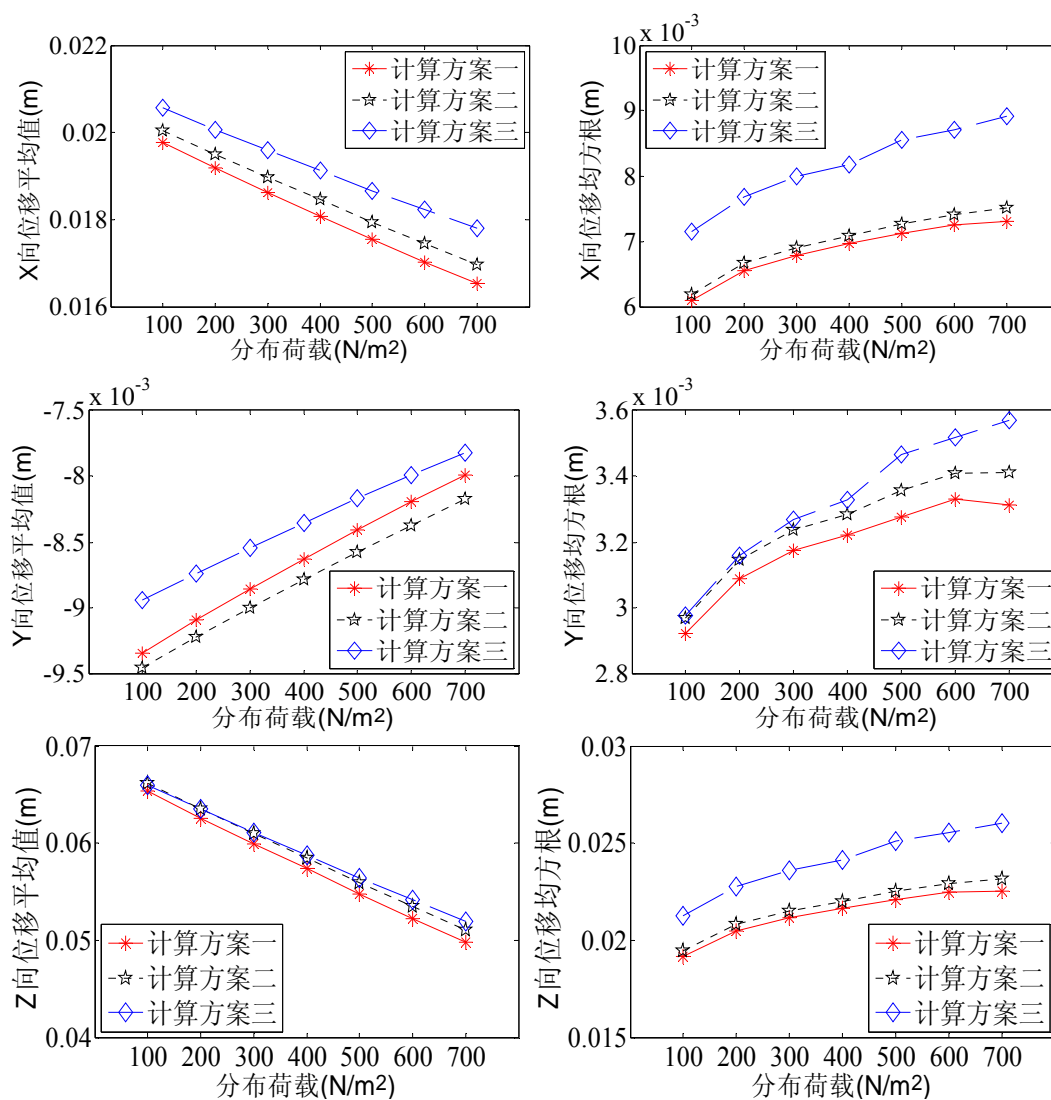 X向位移平均值(m)
0.022
0.02
0.018
0.016
计算方案一
计算方案二
计算方案三
100 200 300 400 500 600 700
分布荷载(N/m2)
X向位移均方根(m)
x 10-3
10
9
8
7
6
计算方案一
计算方案二
计算方案三
100 200 300 400 500 600 700
分布荷载(N/m2)
Y向位移平均值(m)
x 10-3
-7.5
-8
-8.5
-9
-9.5
计算方案一
计算方案二
计算方案三
100 200 300 400 500 600 700
分布荷载(N/m2)
Y向位移均方根(m)
x 10-3
3.6
3.4
3.2
3
2.8
计算方案一
计算方案二
计算方案三
100 200 300 400 500 600 700
分布荷载(N/m2)
Z向位移平均值(m)
0.07
0.06
0.05
0.04
计算方案一
计算方案二
计算方案三
100 200 300 400 500 600 700
分布荷载(N/m2)
Z向位移均方根(m)
0.03
0.025
0.02
0.015
计算方案一
计算方案二
计算方案三
100 200 300 400 500 600 700
分布荷载(N/m2)